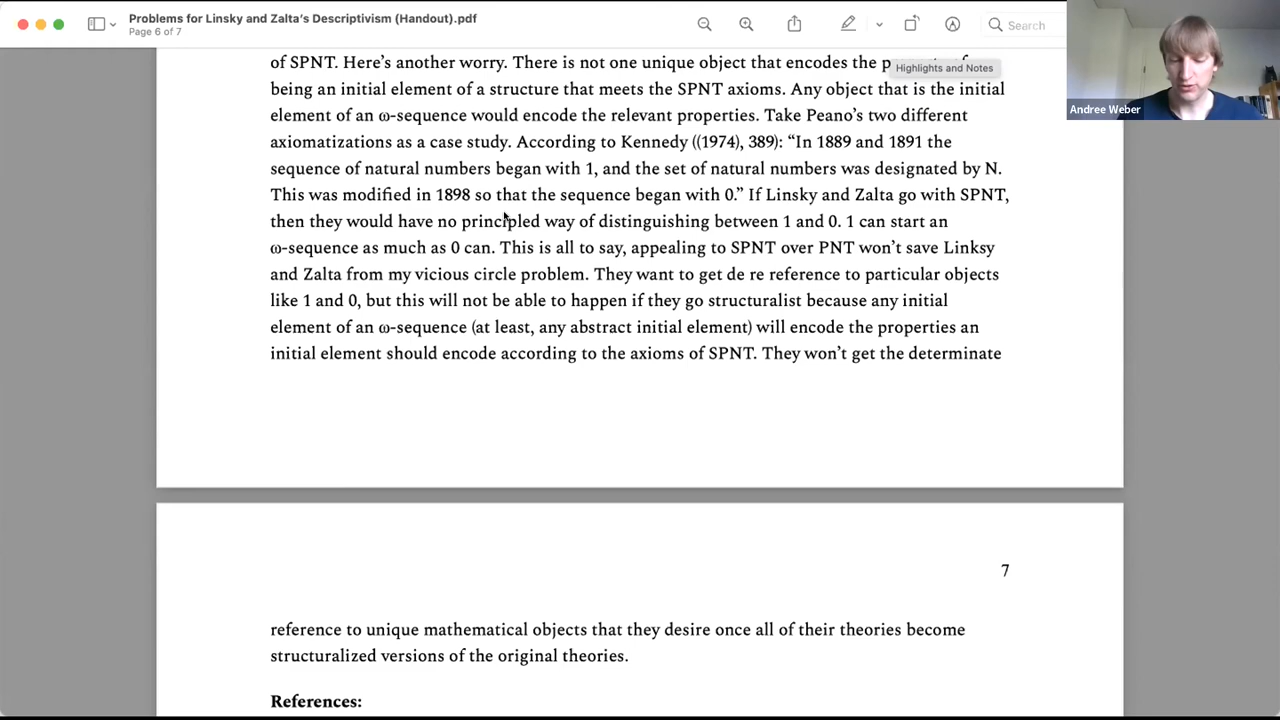 Problems for Linsky and Zalta's Descriptivism (Handout).pdf
Page 6 of 7
Search
Highlights and Notes
Andree Weber
of SPNT. Here's another worry. There is not one unique object that encodes the
being an initial element of a structure that meets the SPNT axioms. Any object that is the initial
element of an ω-sequence would encode the relevant properties. Take Peano's two different
axiomatizations as a case study. According to Kennedy ((1974), 389): “In 1889 and 1891 the
sequence of natural numbers began with 1, and the set of natural numbers was designated by N.
This was modified in 1898 so that the sequence began with 0.” If Linsky and Zalta go with SPNT,
then they would have no principled way of distinguishing between 1 and 0. 1 can start an
ω-sequence as much as 0 can. This is all to say, appealing to SPNT over PNT won't save Linksy
and Zalta from my vicious circle problem. They want to get de re reference to particular objects
like 1 and 0, but this will not be able to happen if they go structuralist because any initial
element of an ω-sequence (at least, any abstract initial element) will encode the properties an
initial element should encode according to the axioms of SPNT. They won't get the determinate
7
reference to unique mathematical objects that they desire once all of their theories become
structuralized versions of the original theories.
References: